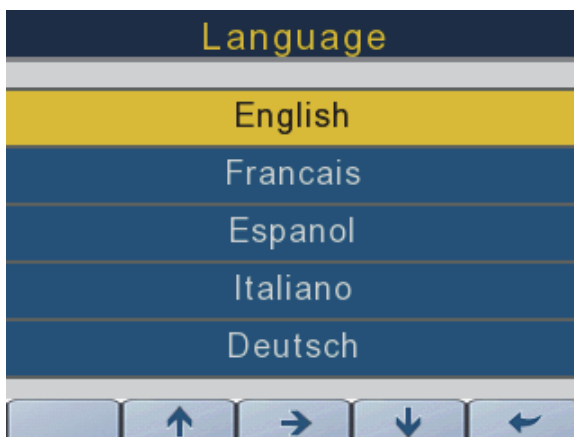 Language
English
Francais
Espanol
Italiano
Deutsch